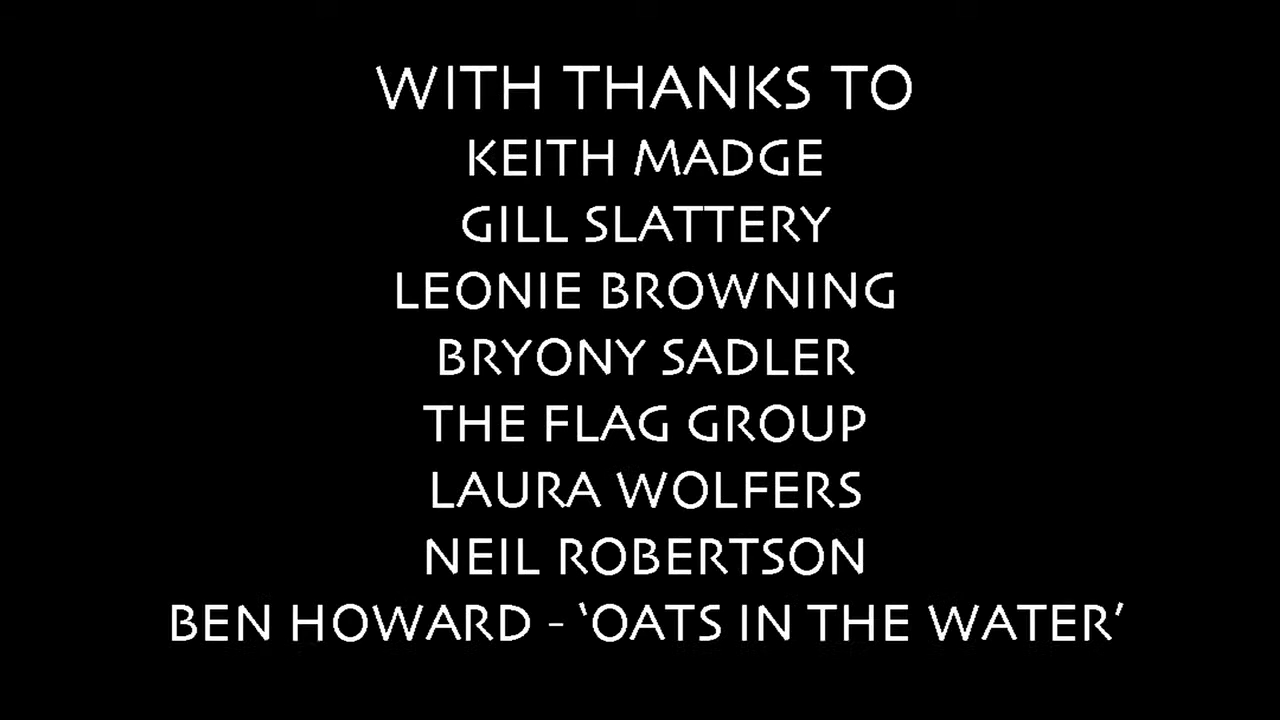 WITH THANKS TO
KEITH MADGE
GILL SLATTERY
LEONIE BROWNING
BRYONY SADLER
THE FLAG GROUP
LAURA WOLFERS
NEIL ROBERTSON
BEN HOWARD - ‘OATS IN THE WATER’